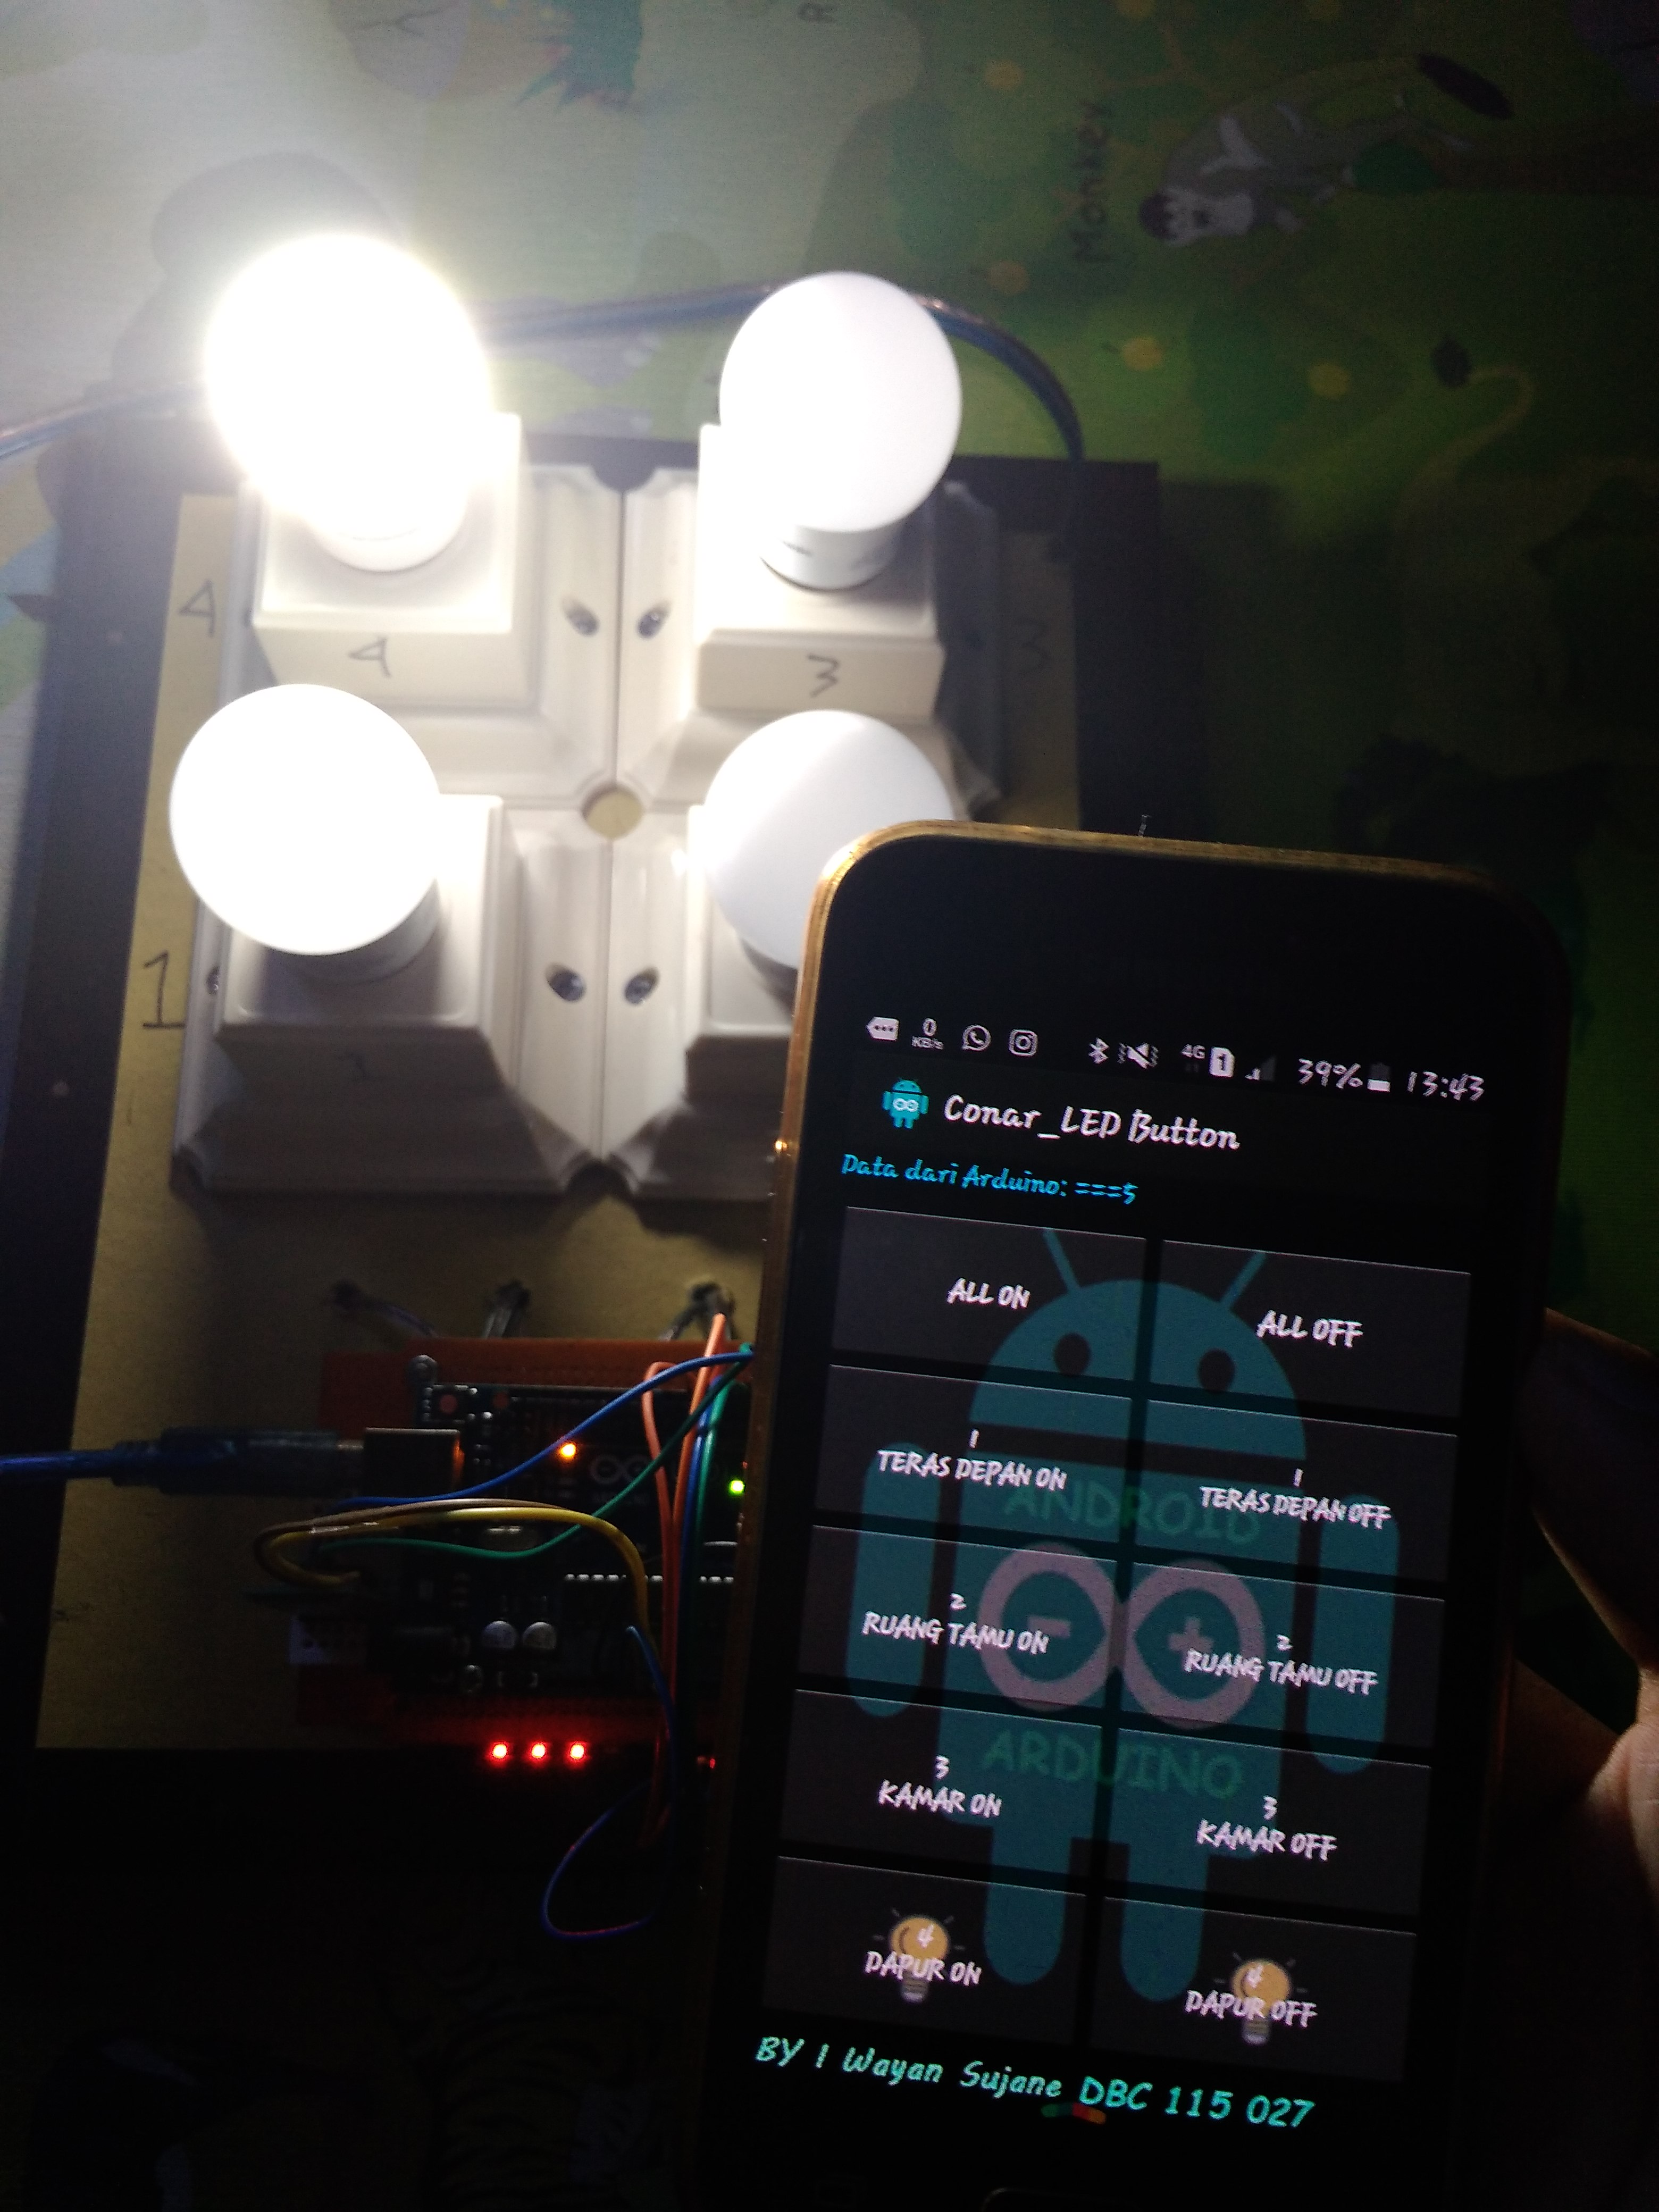 Monkey
4
4
3
3
1
1
0
KB/s
4G
1
39%
13:43
Conar_LED Button
Data dari Arduino: ===5
ALL ON
ALL OFF
1
TERAS DEPAN ON
1
TERAS DEPAN OFF
ANDROID
2
RUANG TAMU ON
2
RUANG TAMU OFF
ARDUINO
3
KAMAR ON
3
KAMAR OFF
4
DAPUR ON
4
DAPUR OFF
BY I Wayan Sujane DBC 115 027